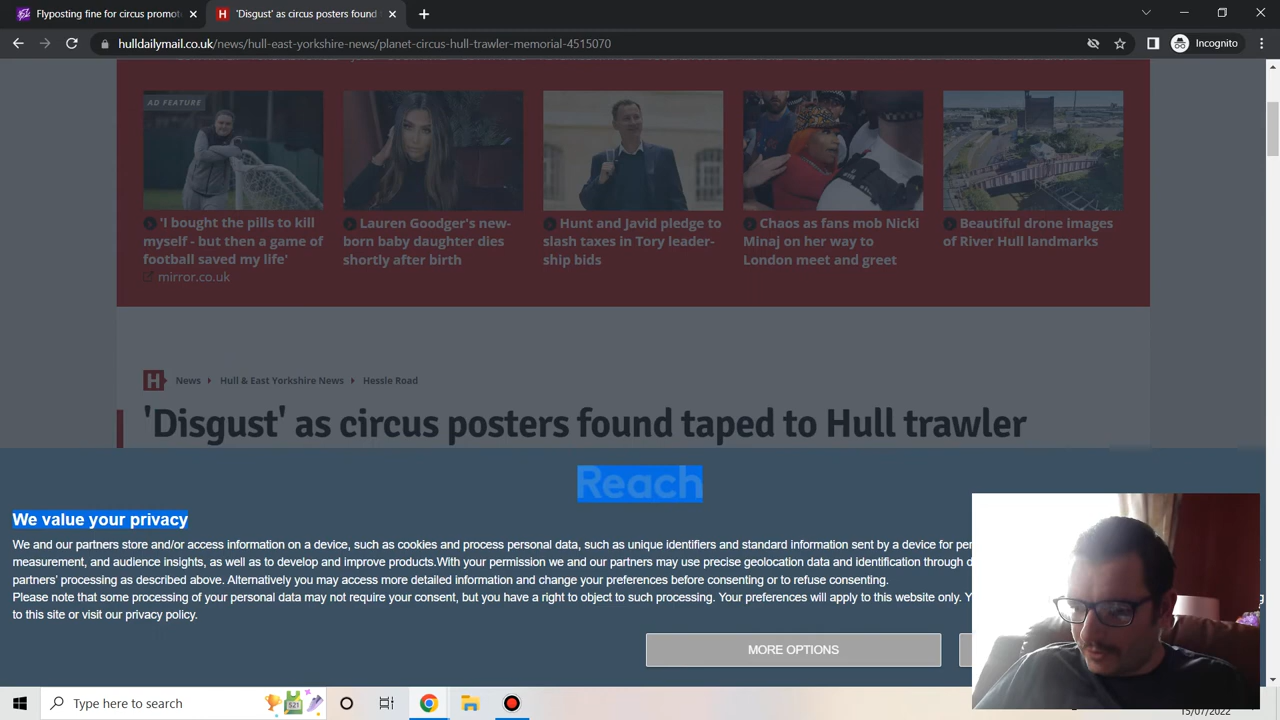 Flyposting fine for circus promot
'Disgust' as circus posters found
hulldailymail.co.uk/news/hull-east-yorkshire-news/planet-circus-hull-trawler-memorial-4515070
Incognito
AD FEATURE
'I bought the pills to kill
myself - but then a game of
football saved my life'
mirror.co.uk
Lauren Goodger's new-
born baby daughter dies
shortly after birth
Hunt and Javid pledge to
slash taxes in Tory leader-
ship bids
Chaos as fans mob Nicki
Minaj on her way to
London meet and greet
Beautiful drone images
of River Hull landmarks
H News Hull & East Yorkshire News Hessle Road
'Disgust' as circus posters found taped to Hull trawler
Reach
We value your privacy
We and our partners store and/or access information on a device, such as cookies and process personal data, such as unique identifiers and standard information sent by a device for
measurement, and audience insights, as well as to develop and improve products.With your permission we and our partners may use precise geolocation data and identification through
partners' processing as described above. Alternatively you may access more detailed information and change your preferences before consenting or to refuse consenting.
Please note that some processing of your personal data may not require your consent, but you have a right to object to such processing. Your preferences will apply to this website only.
to this site or visit our privacy policy.
MORE OPTIONS
Type here to search
15/07/2022